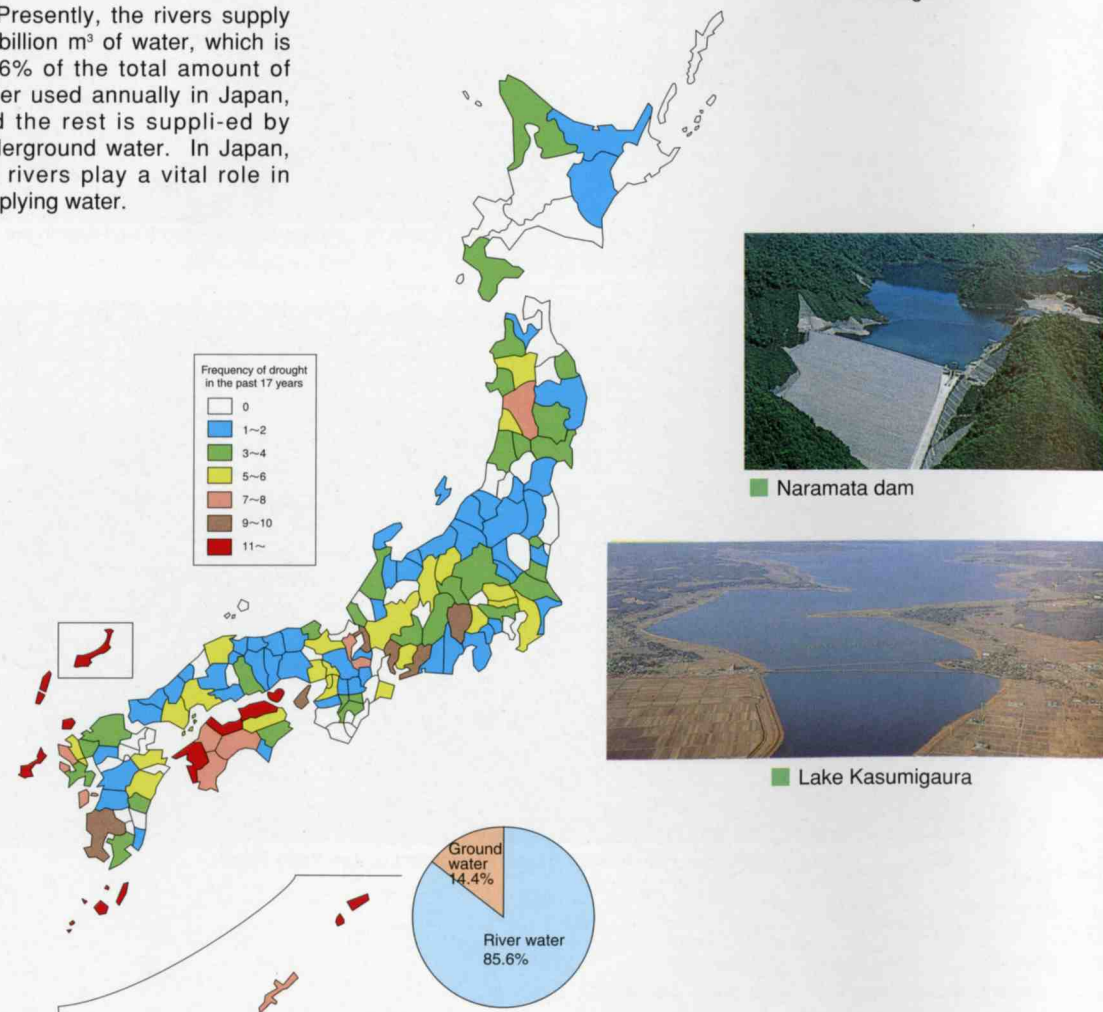 Presently, the rivers supply
billion m³ of water, which is
6% of the total amount of
er used annually in Japan,
the rest is suppli-ed by
derground water. In Japan,
rivers play a vital role in
plying water.
Frequency of drought
in the past 17 years
0
1~2
3~4
5~6
7~8
9~10
11~
Naramata dam
Lake Kasumigaura
Ground
water
14.4%
River water
85.6%